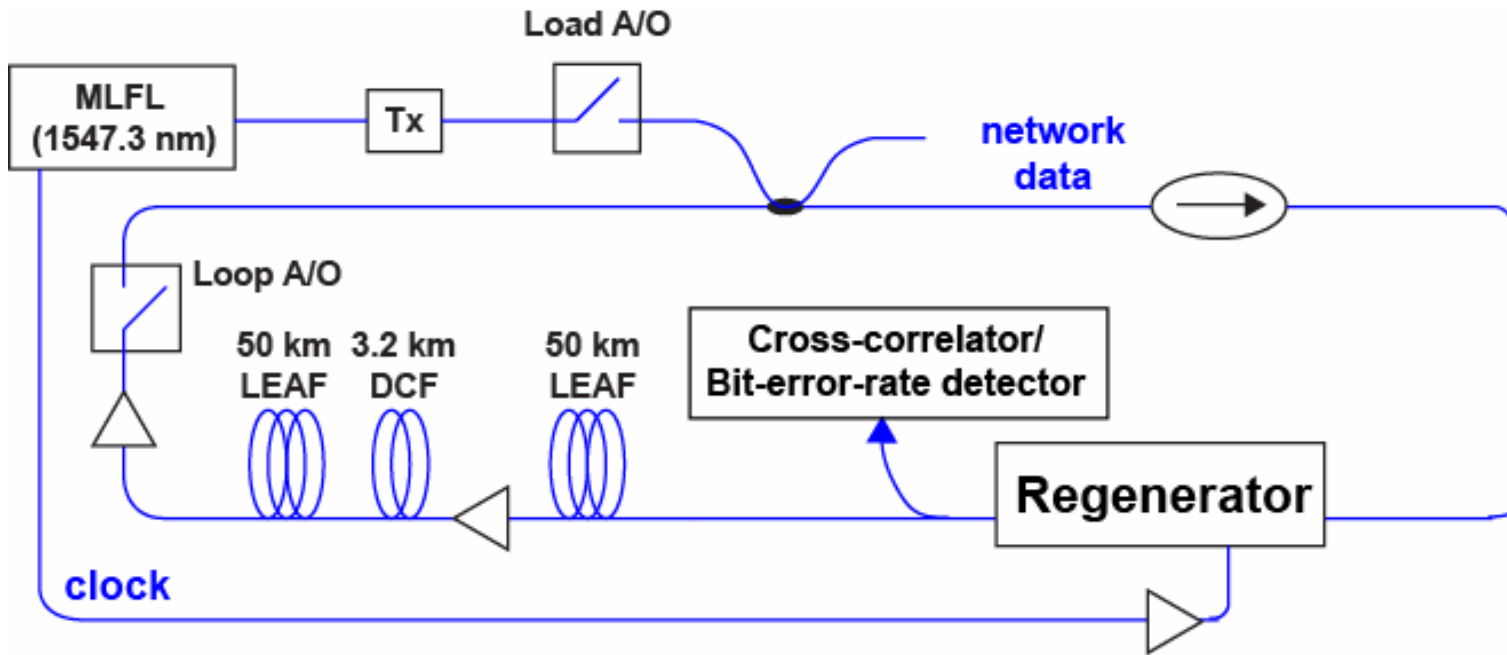 Load A/O
MLFL
(1547.3 nm)
Tx
network
data
Loop A/O
50 km
LEAF
3.2 km
DCF
50 km
LEAF
Cross-correlator/
Bit-error-rate detector
Regenerator
clock